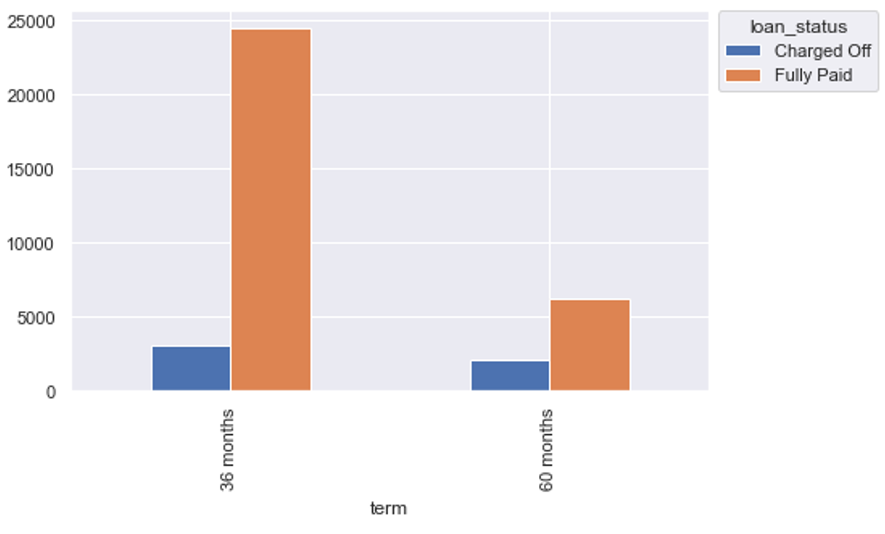 25000
20000
15000
10000
5000
0
36 months
60 months
term
loan_status
Charged Off
Fully Paid